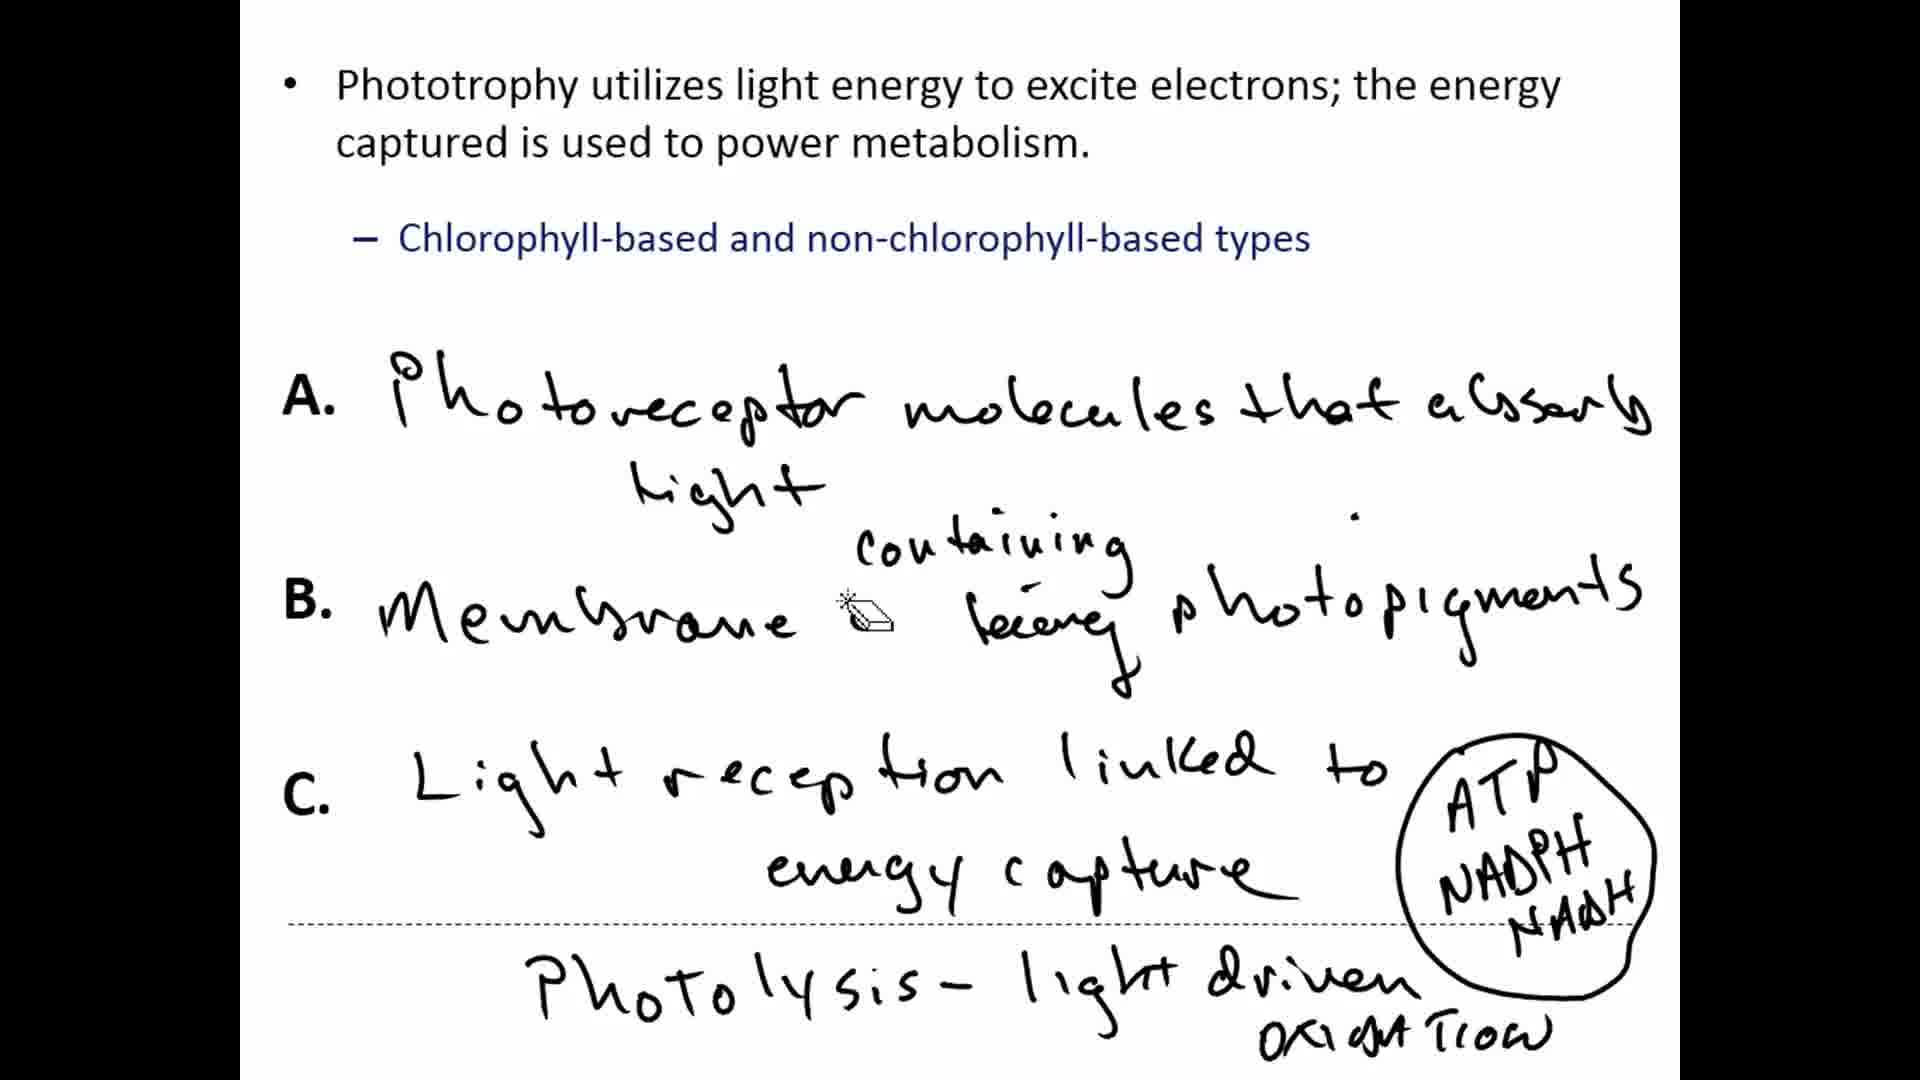 • Phototrophy utilizes light energy to excite electrons; the energy
captured is used to power metabolism.
– Chlorophyll-based and non-chlorophyll-based types
A. Photoreceptor molecules that absorb
light
containing
B. Membrane photopigments
C. Light reception linked to
energy capture
ATP
NADPH
NADH
Photolysis - light driven
OXIDATION